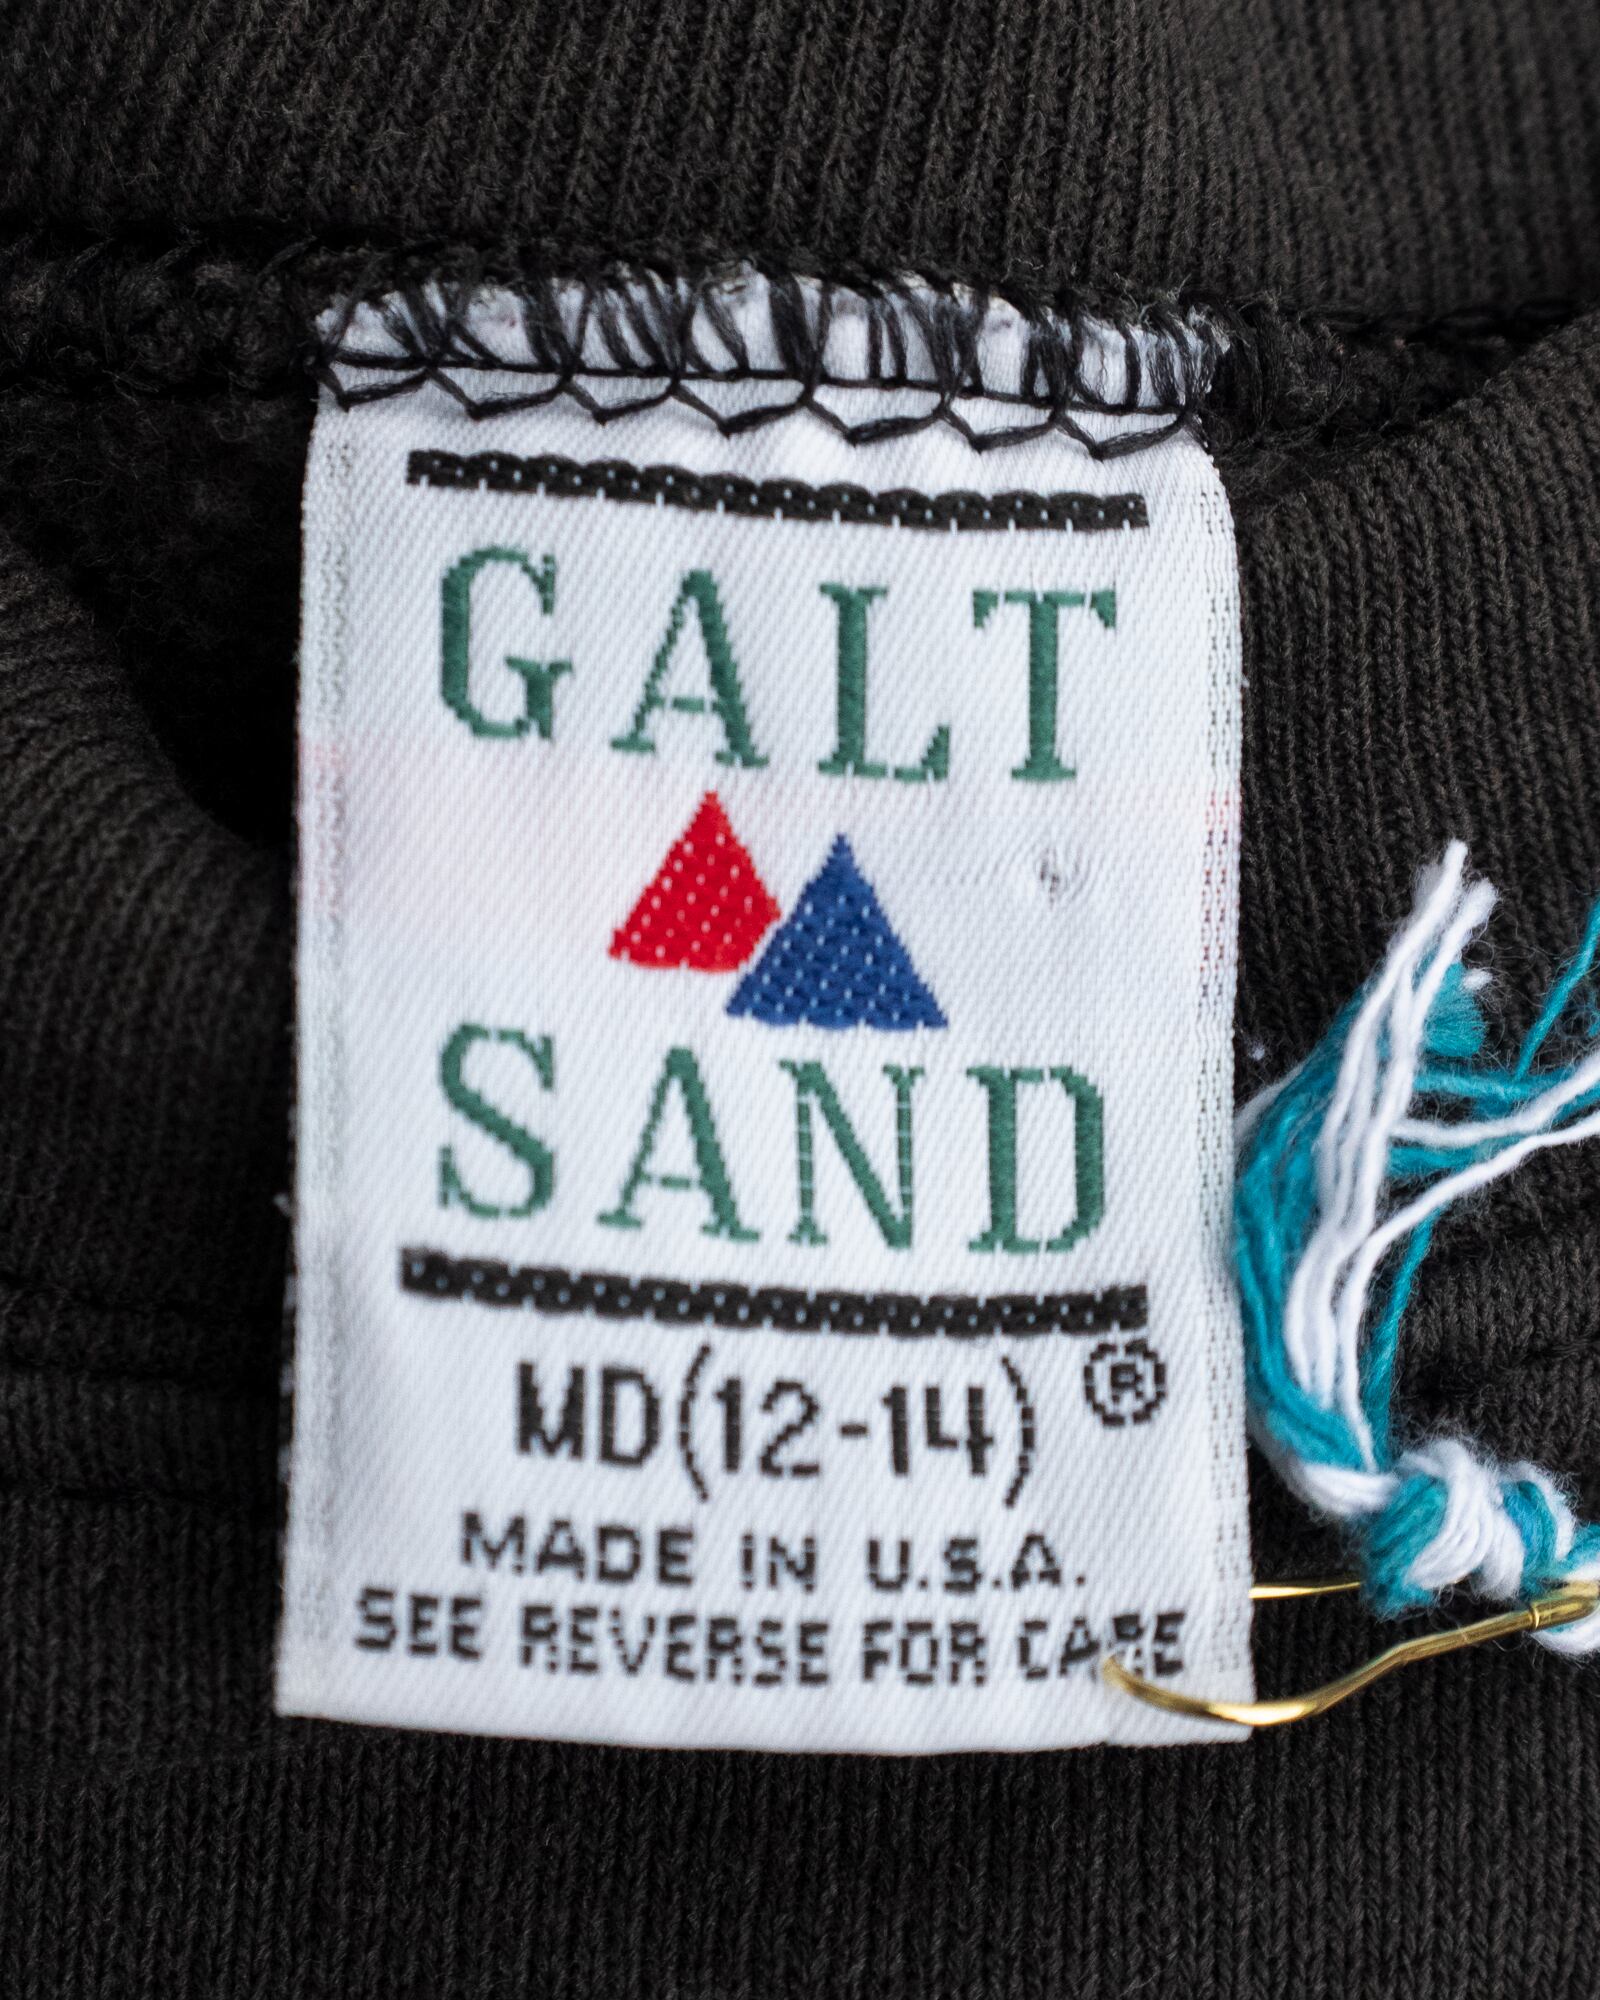 GALT
SAND
MD(12-14) ®
MADE IN U.S.A.
SEE REVERSE FOR CARE